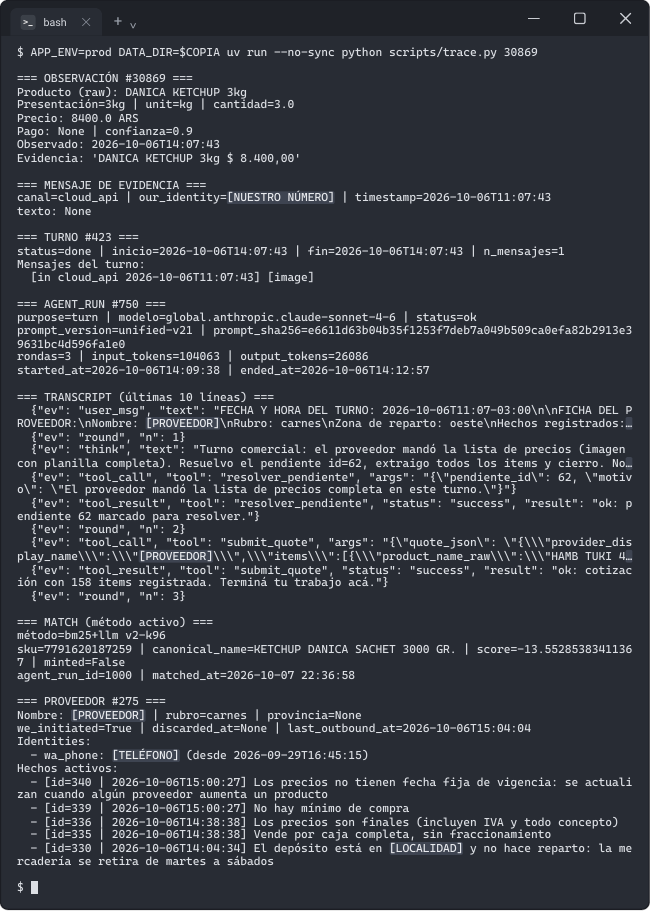 bash
$ APP_ENV=prod DATA_DIR=$COPIA uv run --no-sync python scripts/trace.py 30869
=== OBSERVACIÓN #30869 ===
Producto (raw): DANICA KETCHUP 3kg
Presentación=3kg | unit=kg | cantidad=3.0
Precio: 8400.0 ARS
Pago: None | confianza=0.9
Observado: 2026-10-06T14:07:43
Evidencia: 'DANICA KETCHUP 3kg $ 8.400,00'
=== MENSAJE DE EVIDENCIA ===
canal=cloud_api | our_identity=[NUESTRO NÚMERO] | timestamp=2026-10-06T11:07:43
texto: None
=== TURNO #423 ===
status=done | inicio=2026-10-06T14:07:43 | fin=2026-10-06T14:07:43 | n_mensajes=1
Mensajes del turno:
[in cloud_api 2026-10-06T11:07:43] [image]
=== AGENT_RUN #750 ===
purpose=turn | modelo=global.anthropic.claude-sonnet-4-6 | status=ok
prompt_version=unified-v21 | prompt_sha256=e6611d63b04b35f1253f7deb7a049b509ca0efa82b2913e3
9631bc4d596fa1e0
rondas=3 | input_tokens=104063 | output_tokens=26086
started_at=2026-10-06T14:09:38 | ended_at=2026-10-06T14:12:57
=== TRANSCRIPT (últimas 10 líneas) ===
{"ev": "user_msg", "text": "FECHA Y HORA DEL TURNO: 2026-10-06T11:07-03:00\n\nFICHA DEL P
ROVEEDOR:\nNombre: [PROVEEDOR]\nRubro: carnes\nZona de reparto: oeste\nHechos registrados:…
{"ev": "round", "n": 1}
{"ev": "think", "text": "Turno comercial: el proveedor mandó la lista de precios (imagen
con planilla completa). Resuelvo el pendiente id=62, extraigo todos los items y cierro. No…
{"ev": "tool_call", "tool": "resolver_pendiente", "args": "{\"pendiente_id\": 62, \"motiv
o\": \"El proveedor mandó la lista de precios completa en este turno.\"}"}
{"ev": "tool_result", "tool": "resolver_pendiente", "status": "success", "result": "ok: p
endiente 62 marcado para resolver."}
{"ev": "round", "n": 2}
{"ev": "tool_call", "tool": "submit_quote", "args": "{\"quote_json\": \"{\\\"provider_dis
play_name\\\":\\\"[PROVEEDOR]\\\",\\\"items\\\":[{\\\"product_name_raw\\\":\\\"HAMB TUKI 4…
{"ev": "tool_result", "tool": "submit_quote", "status": "success", "result": "ok: cotizac
ión con 158 items registrada. Terminá tu trabajo acá."}
{"ev": "round", "n": 3}
=== MATCH (método activo) ===
método=bm25+llm v2-k96
sku=7791620187259 | canonical_name=KETCHUP DANICA SACHET 3000 GR. | score=-13.5528538341136
7 | minted=False
agent_run_id=1000 | matched_at=2026-10-07 22:36:58
=== PROVEEDOR #275 ===
Nombre: [PROVEEDOR] | rubro=carnes | provincia=None
we_initiated=True | discarded_at=None | last_outbound_at=2026-10-06T15:04:04
Identities:
- wa_phone: [TELÉFONO] (desde 2026-09-29T16:45:15)
Hechos activos:
- [id=340 | 2026-10-06T15:00:27] Los precios no tienen fecha fija de vigencia: se actuali
zan cuando algún proveedor aumenta un producto
- [id=339 | 2026-10-06T15:00:27] No hay mínimo de compra
- [id=336 | 2026-10-06T14:38:38] Los precios son finales (incluyen IVA y todo concepto)
- [id=335 | 2026-10-06T14:38:38] Vende por caja completa, sin fraccionamiento
- [id=330 | 2026-10-06T14:04:34] El depósito está en [LOCALIDAD] y no hace reparto: la me
rcadería se retira de martes a sábados
$